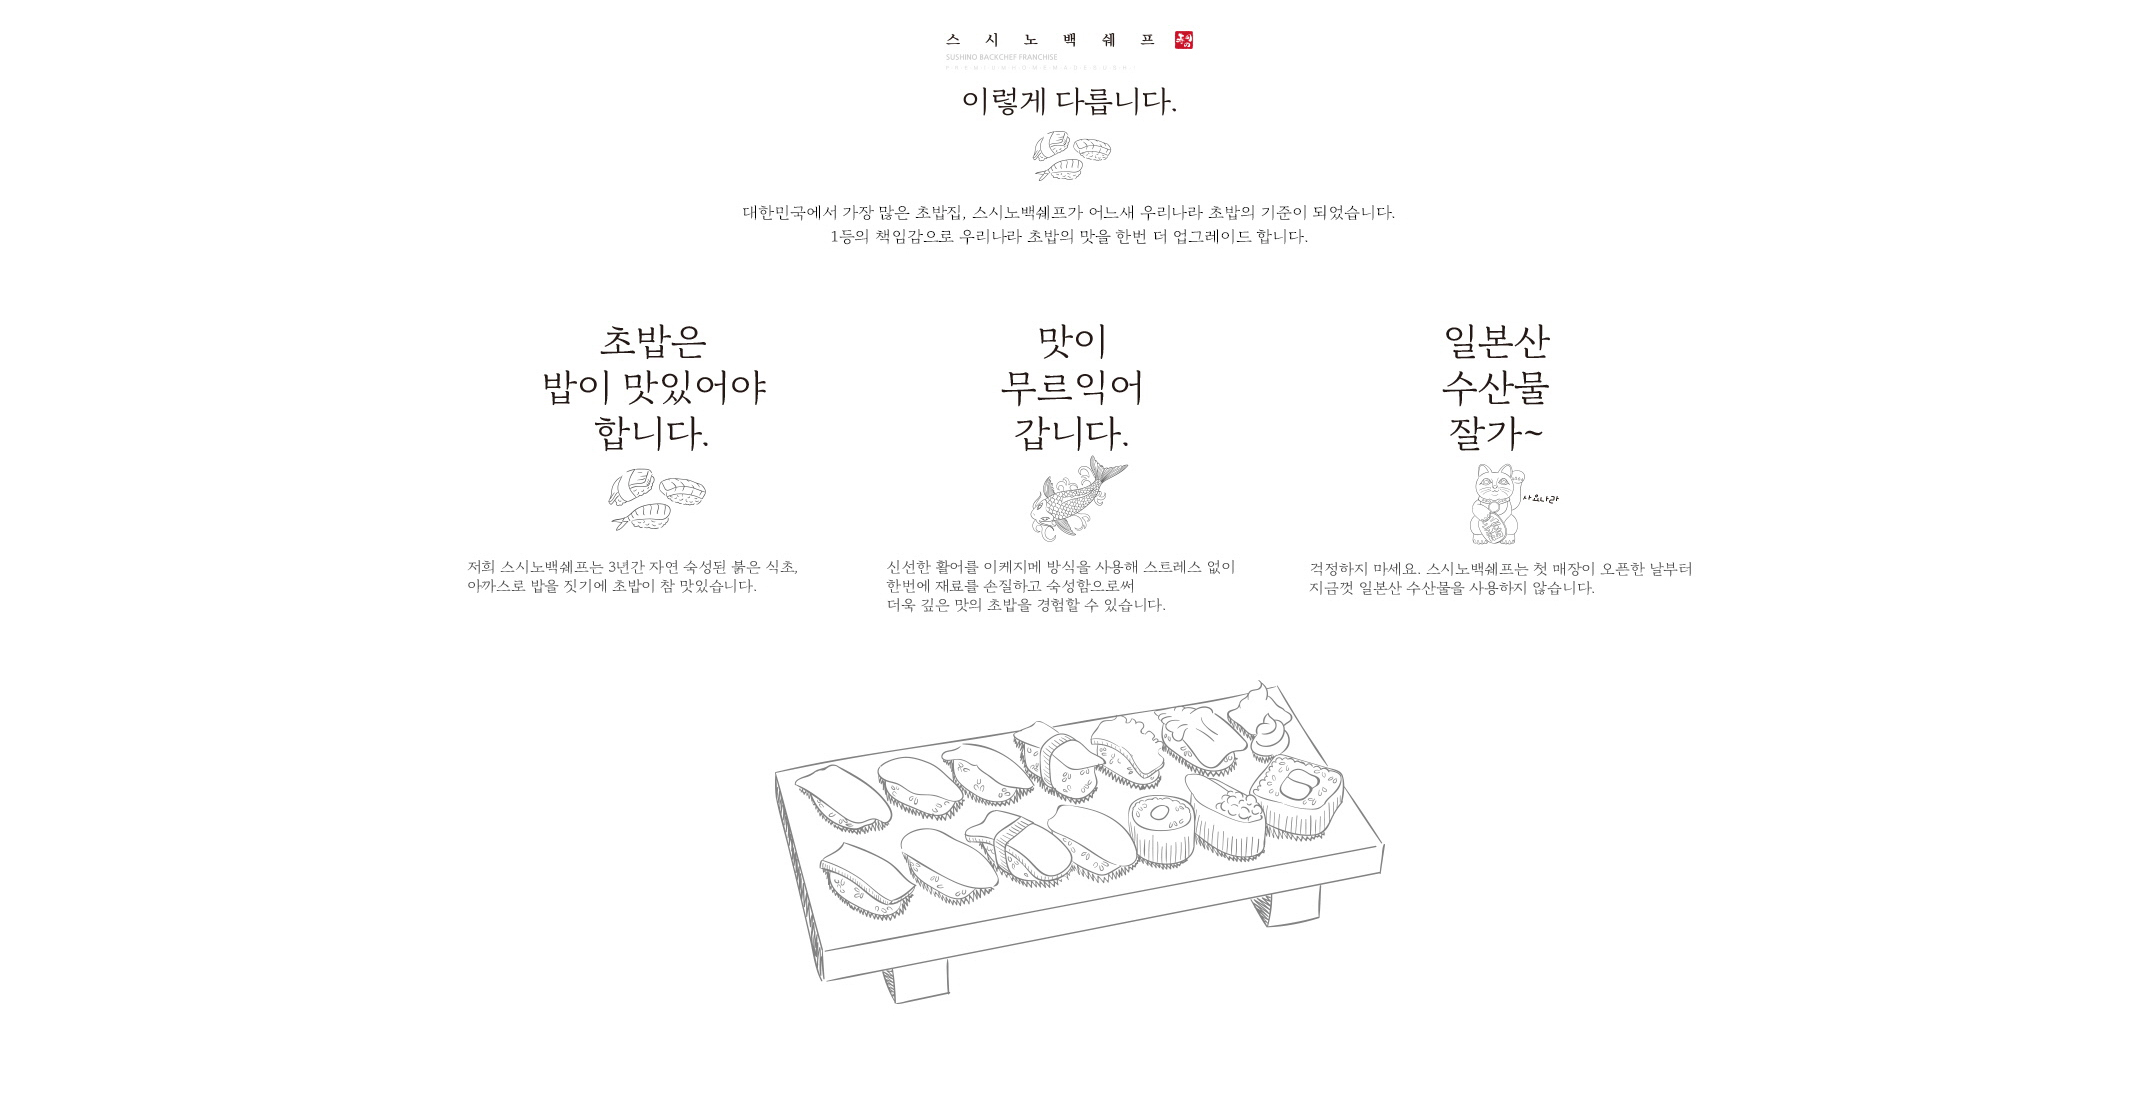 스시노백쉐프
SUSHINO BACKCHEF FRANCHISE
이렇게 다릅니다.
대한민국에서 가장 많은 초밥집, 스시노백쉐프가 어느새 우리나라 초밥의 기준이 되었습니다.
1등의 책임감으로 우리나라 초밥의 맛을 한번 더 업그레이드 합니다.
초밥은
밥이 맛있어야
합니다.
저희 스시노백쉐프는 3년간 자연 숙성된 붉은 식초,
아까스로 밥을 짓기에 초밥이 참 맛있습니다.
맛이
무르익어
갑니다.
신선한 활어를 이케지메 방식을 사용해 스트레스 없이
한번에 재료를 손질하고 숙성함으로써
더욱 깊은 맛의 초밥을 경험할 수 있습니다.
일본산
수산물
잘가~
사요나라
걱정하지 마세요. 스시노백쉐프는 첫 매장이 오픈한 날부터
지금껏 일본산 수산물을 사용하지 않습니다.